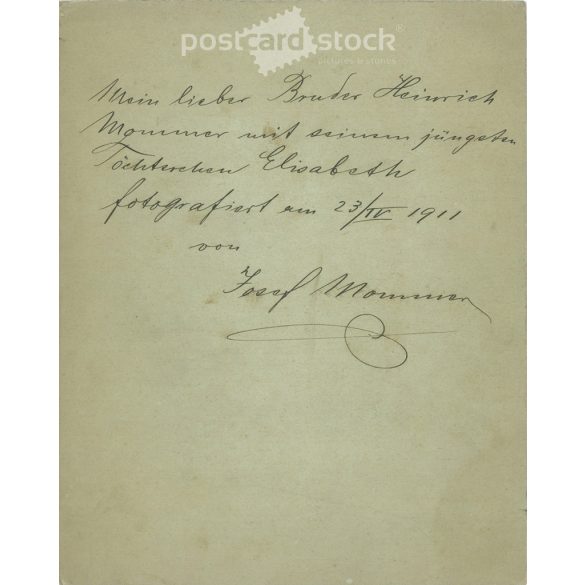 postcardstock®
pictures & stories
Mein lieber Bruder Heinrich
Mommer mit seinem jüngsten
Töchterchen Elisabeth
fotografiert am 23/IV 1911
von
Josef Mommer